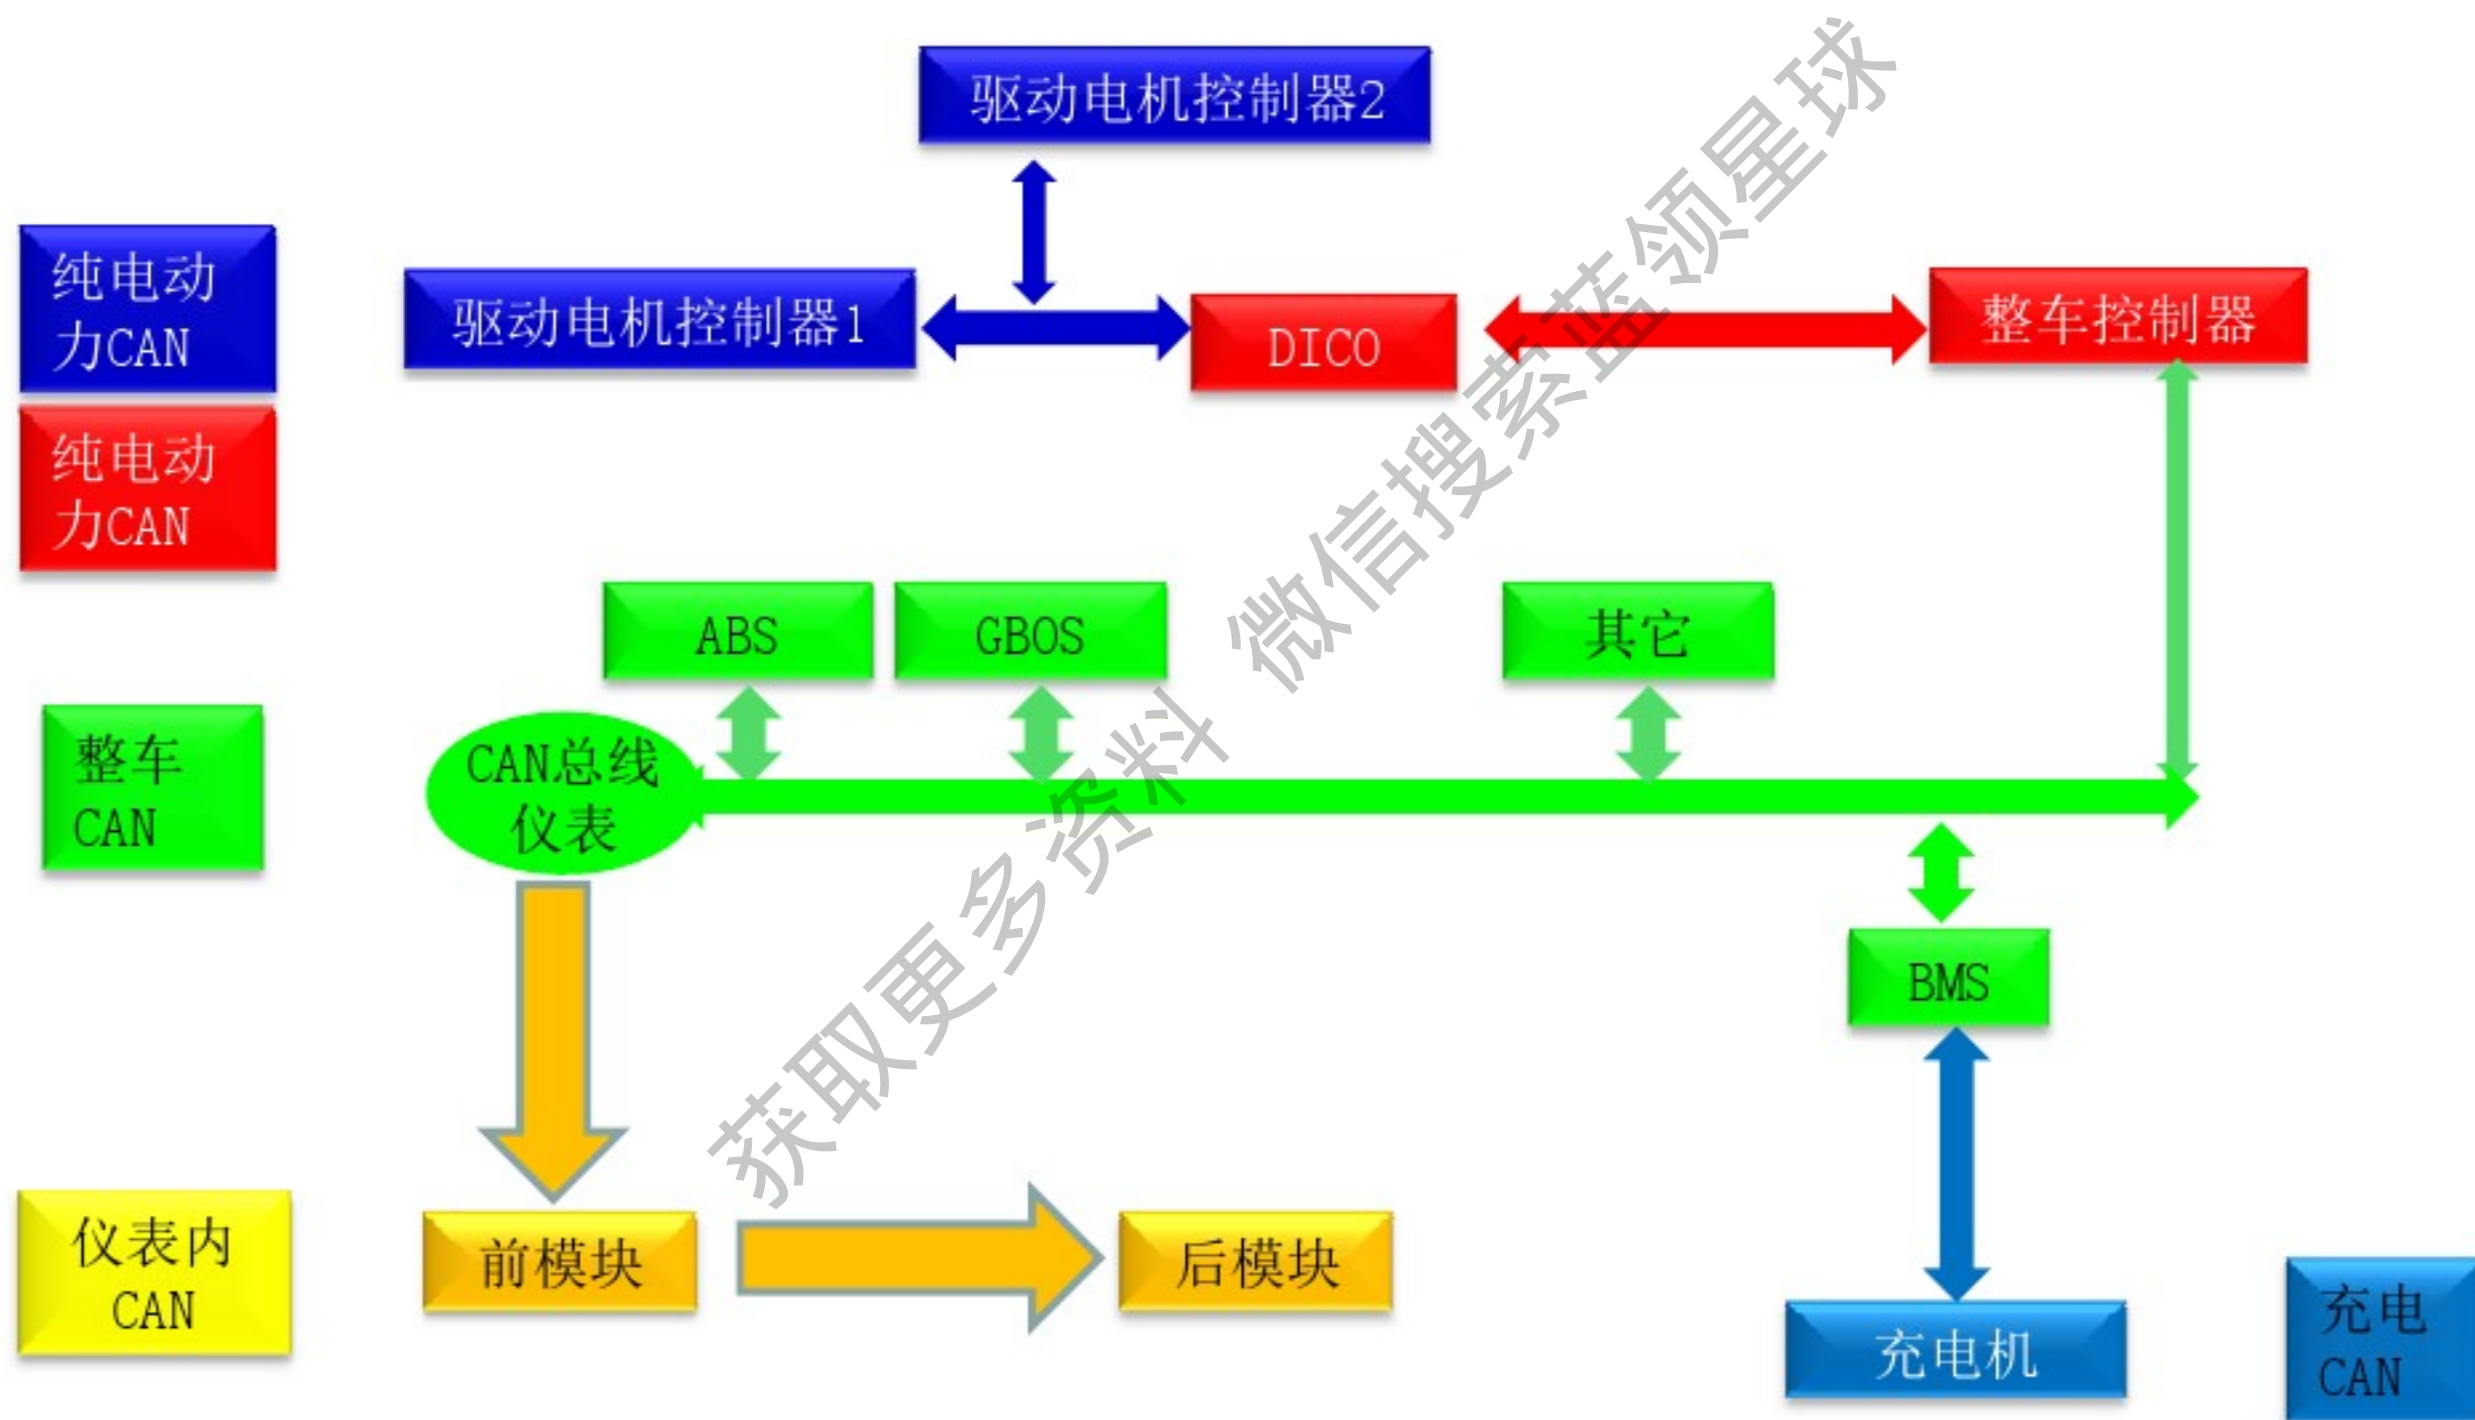 驱动电机控制器2
纯电动
力CAN
驱动电机控制器1
DICO
整车控制器
纯电动
力CAN
ABS
GBOS
其它
整车
CAN
CAN总线
仪表
BMS
仪表内
CAN
前模块
后模块
充电机
充电
CAN
获取更多资料 微信搜索蓝领星球